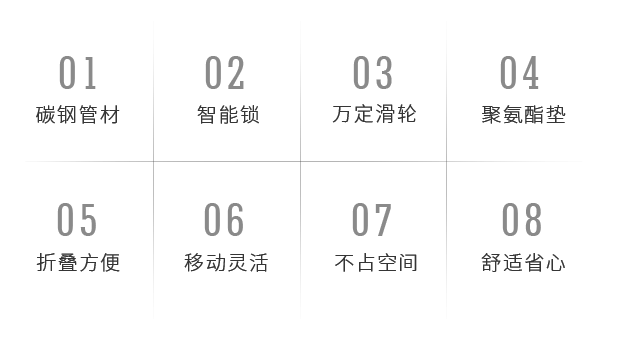 01 02 03 04
碳钢管材 智能锁 万定滑轮 聚氨酯垫
05 06 07 08
折叠方便 移动灵活 不占空间 舒适省心